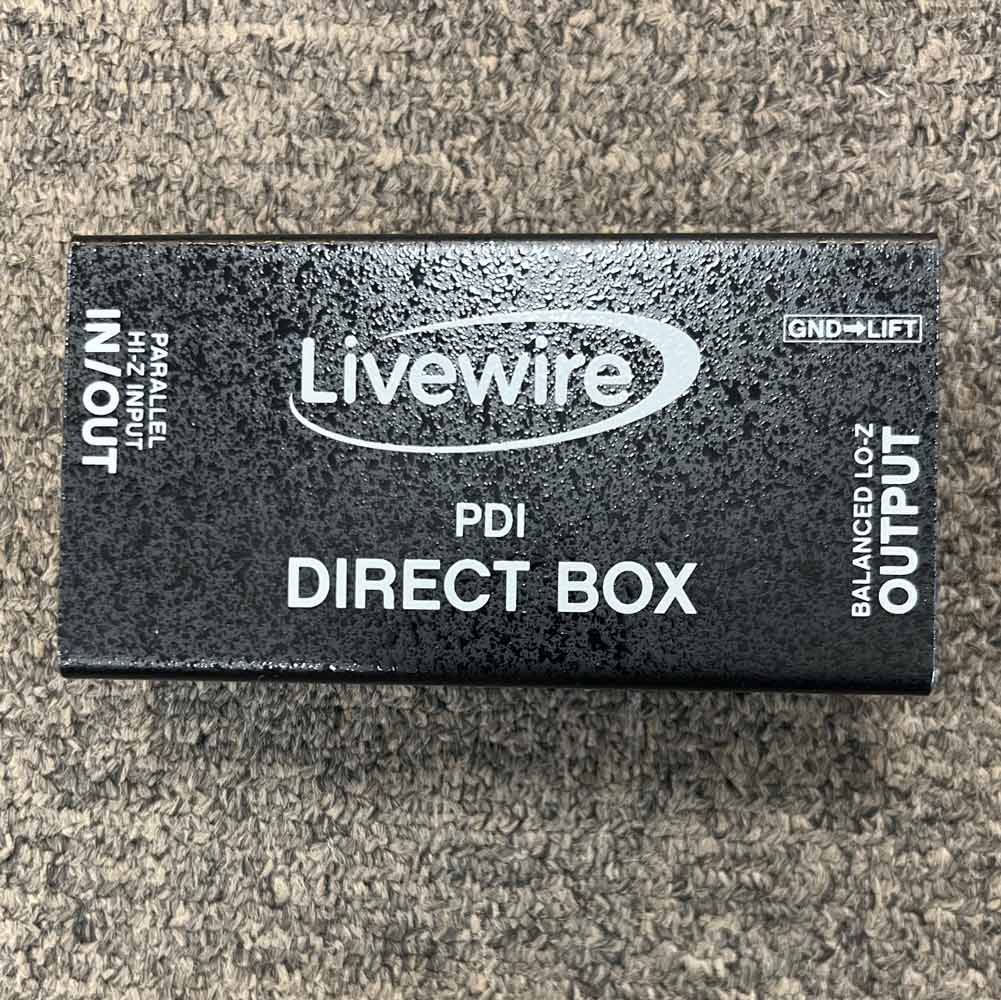 PARALLEL
HI-Z INPUT
IN/OUT
Livewire
PDI
DIRECT BOX
GND→LIFT
BALANCED LO-Z
OUTPUT